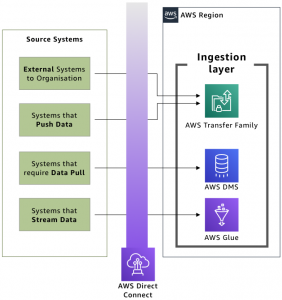 Source Systems
External Systems
to Organisation
Systems that
Push Data
Systems that
require Data Pull
Systems that
Stream Data
AWS Direct
Connect
aws
AWS Region
Ingestion
layer
AWS Transfer Family
AWS DMS
AWS Glue